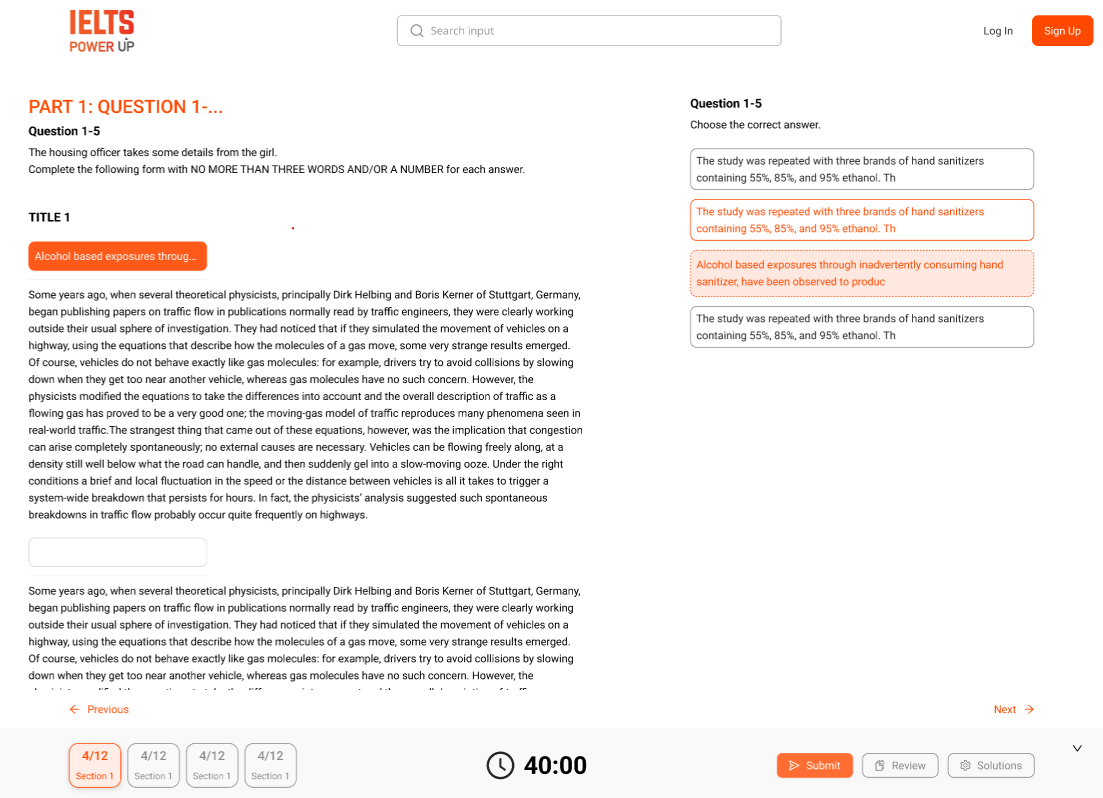 IELTS
POWER UP
Search input
Log In
Sign Up
PART 1: QUESTION 1-...
Question 1-5
The housing officer takes some details from the girl.
Complete the following form with NO MORE THAN THREE WORDS AND/OR A NUMBER for each answer.
TITLE 1
Alcohol based exposures throug...
Some years ago, when several theoretical physicists, principally Dirk Helbing and Boris Kerner of Stuttgart, Germany,
began publishing papers on traffic flow in publications normally read by traffic engineers, they were clearly working
outside their usual sphere of investigation. They had noticed that if they simulated the movement of vehicles on a
highway, using the equations that describe how the molecules of a gas move, some very strange results emerged.
Of course, vehicles do not behave exactly like gas molecules: for example, drivers try to avoid collisions by slowing
down when they get too near another vehicle, whereas gas molecules have no such concern. However, the
physicists modified the equations to take the differences into account and the overall description of traffic as a
flowing gas has proved to be a very good one; the moving-gas model of traffic reproduces many phenomena seen in
real-world traffic.The strangest thing that came out of these equations, however, was the implication that congestion
can arise completely spontaneously; no external causes are necessary. Vehicles can be flowing freely along, at a
density still well below what the road can handle, and then suddenly gel into a slow-moving ooze. Under the right
conditions a brief and local fluctuation in the speed or the distance between vehicles is all it takes to trigger a
system-wide breakdown that persists for hours. In fact, the physicists' analysis suggested such spontaneous
breakdowns in traffic flow probably occur quite frequently on highways.
Some years ago, when several theoretical physicists, principally Dirk Helbing and Boris Kerner of Stuttgart, Germany,
began publishing papers on traffic flow in publications normally read by traffic engineers, they were clearly working
outside their usual sphere of investigation. They had noticed that if they simulated the movement of vehicles on a
highway, using the equations that describe how the molecules of a gas move, some very strange results emerged.
Of course, vehicles do not behave exactly like gas molecules: for example, drivers try to avoid collisions by slowing
down when they get too near another vehicle, whereas gas molecules have no such concern. However, the
Question 1-5
Choose the correct answer.
The study was repeated with three brands of hand sanitizers
containing 55%, 85%, and 95% ethanol. Th
The study was repeated with three brands of hand sanitizers
containing 55%, 85%, and 95% ethanol. Th
Alcohol based exposures through inadvertently consuming hand
sanitizer, have been observed to produc
The study was repeated with three brands of hand sanitizers
containing 55%, 85%, and 95% ethanol. Th
Previous
Next
4/12
Section 1
4/12
Section 1
4/12
Section 1
4/12
Section 1
40:00
Submit
Review
Solutions